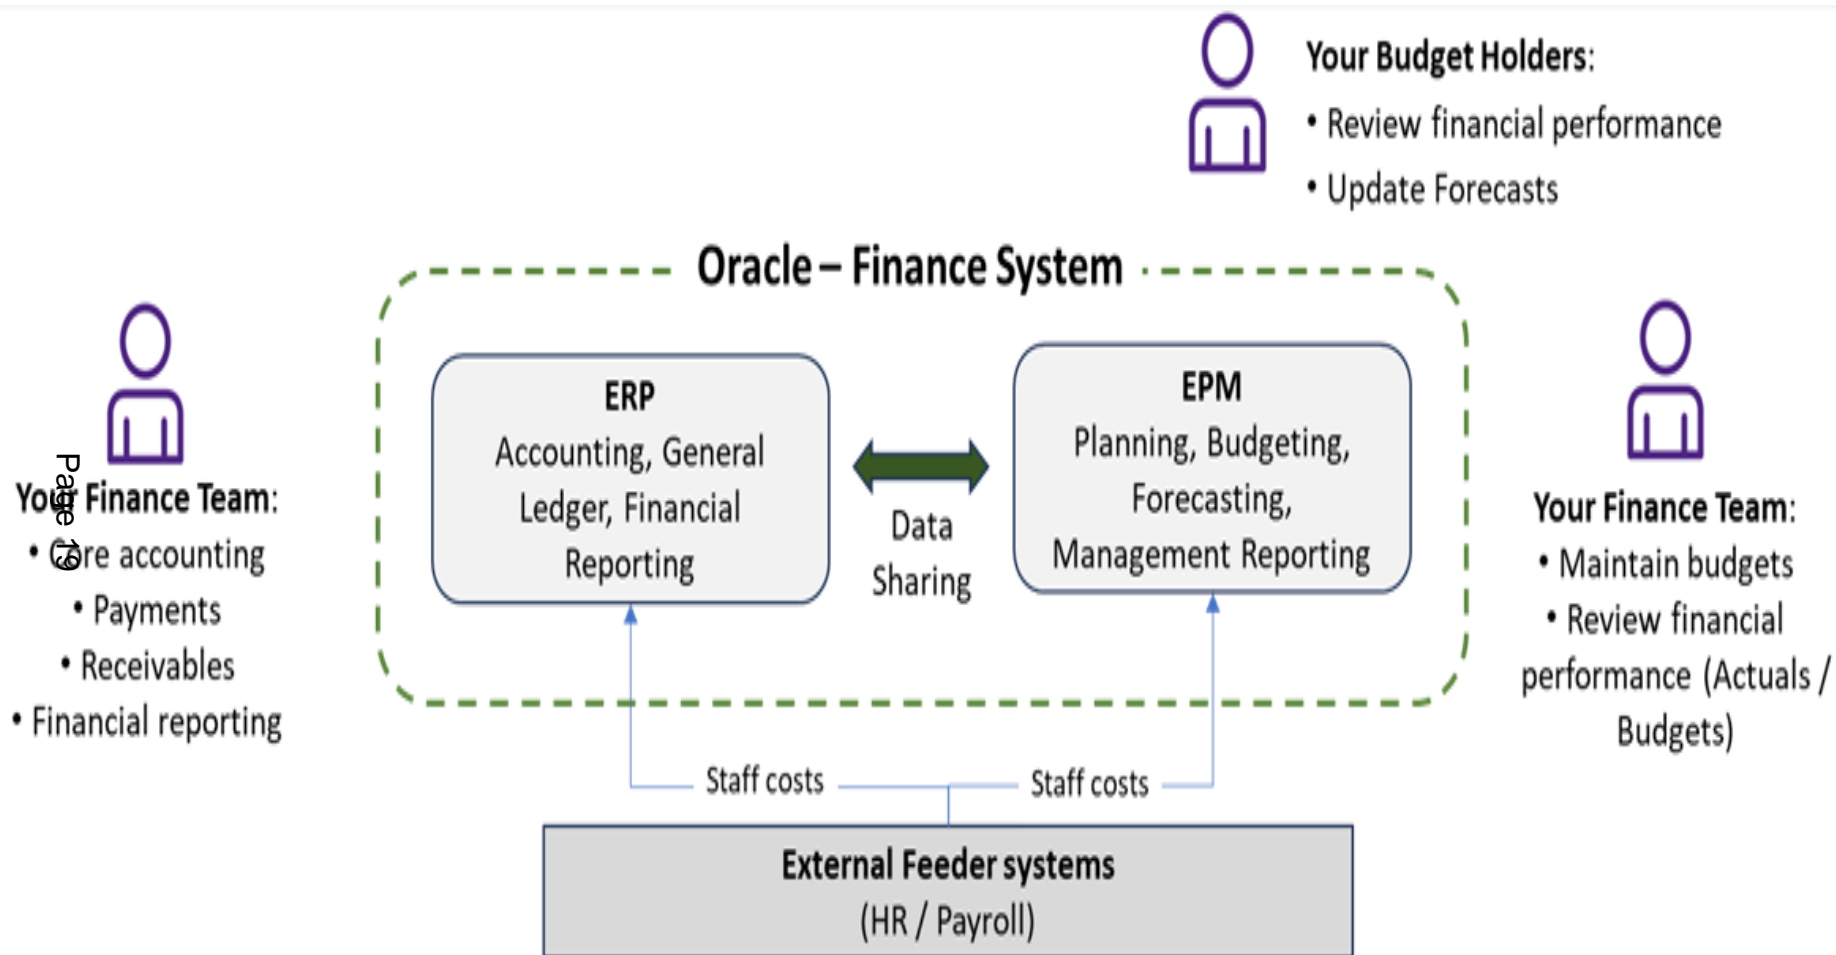 Your Budget Holders:
• Review financial performance
• Update Forecasts
Oracle – Finance System
ERP
Accounting, General
Ledger, Financial
Reporting
Data
Sharing
EPM
Planning, Budgeting,
Forecasting,
Management Reporting
Page 19
Your Finance Team:
• Core accounting
• Payments
• Receivables
• Financial reporting
Your Finance Team:
• Maintain budgets
• Review financial
performance (Actuals /
Budgets)
Staff costs
Staff costs
External Feeder systems
(HR / Payroll)